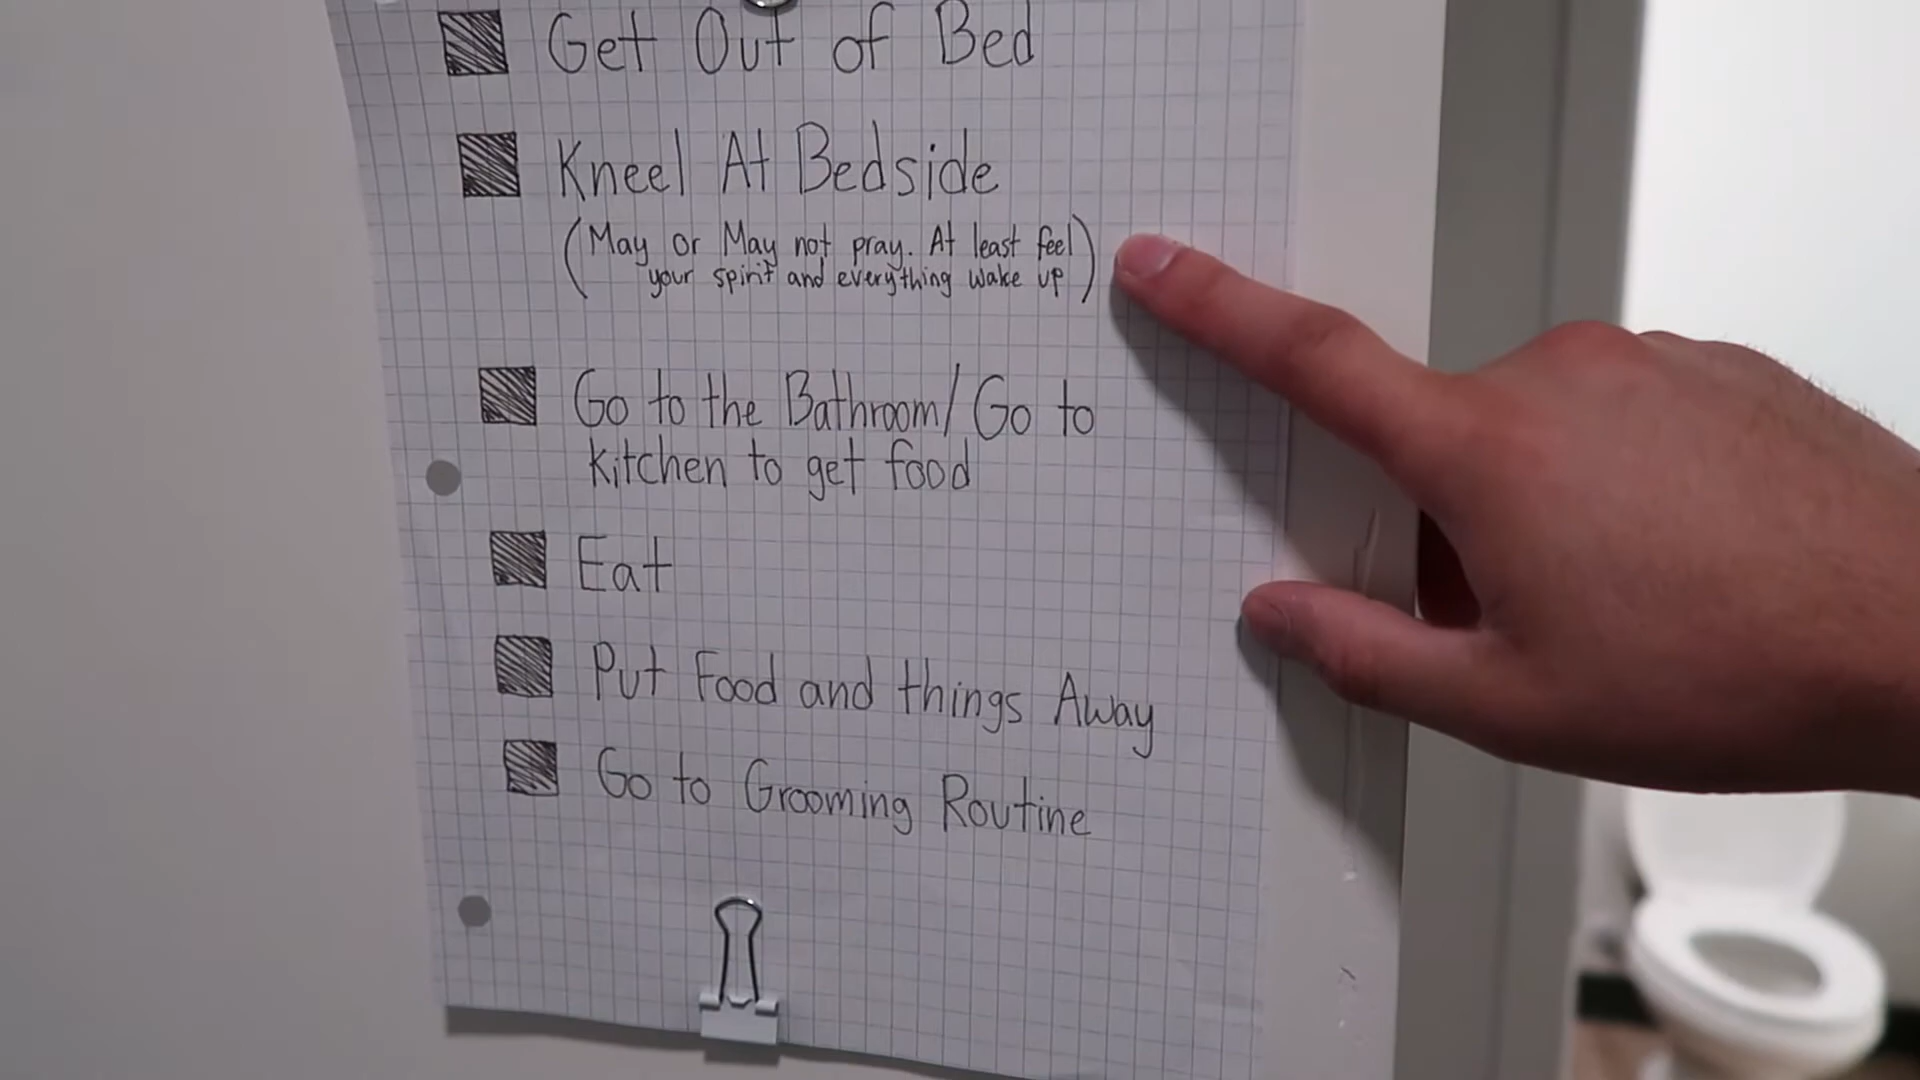 Get Out of Bed
Kneel At Bedside
(May or May not pray. At least feel
your spirit and everything wake up)
Go to the Bathroom/Go to
kitchen to get food
Eat
Put Food and things Away
Go to Grooming Routine